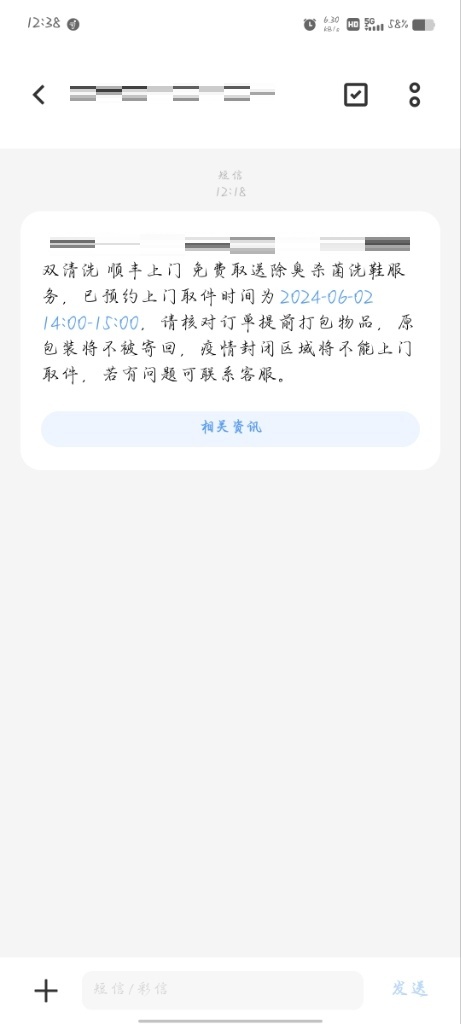 12:38
6.30 KB/s HD 5G 58%
短信
12:18
双清洗 顺丰上门 免费取送除臭杀菌洗鞋服
务，已预约上门取件时间为2024-06-02
14:00-15:00，请核对订单提前打包物品，原
包装将不被寄回，疫情封闭区域将不能上门
取件，若有问题可联系客服。
相关资讯
短信/彩信
发送